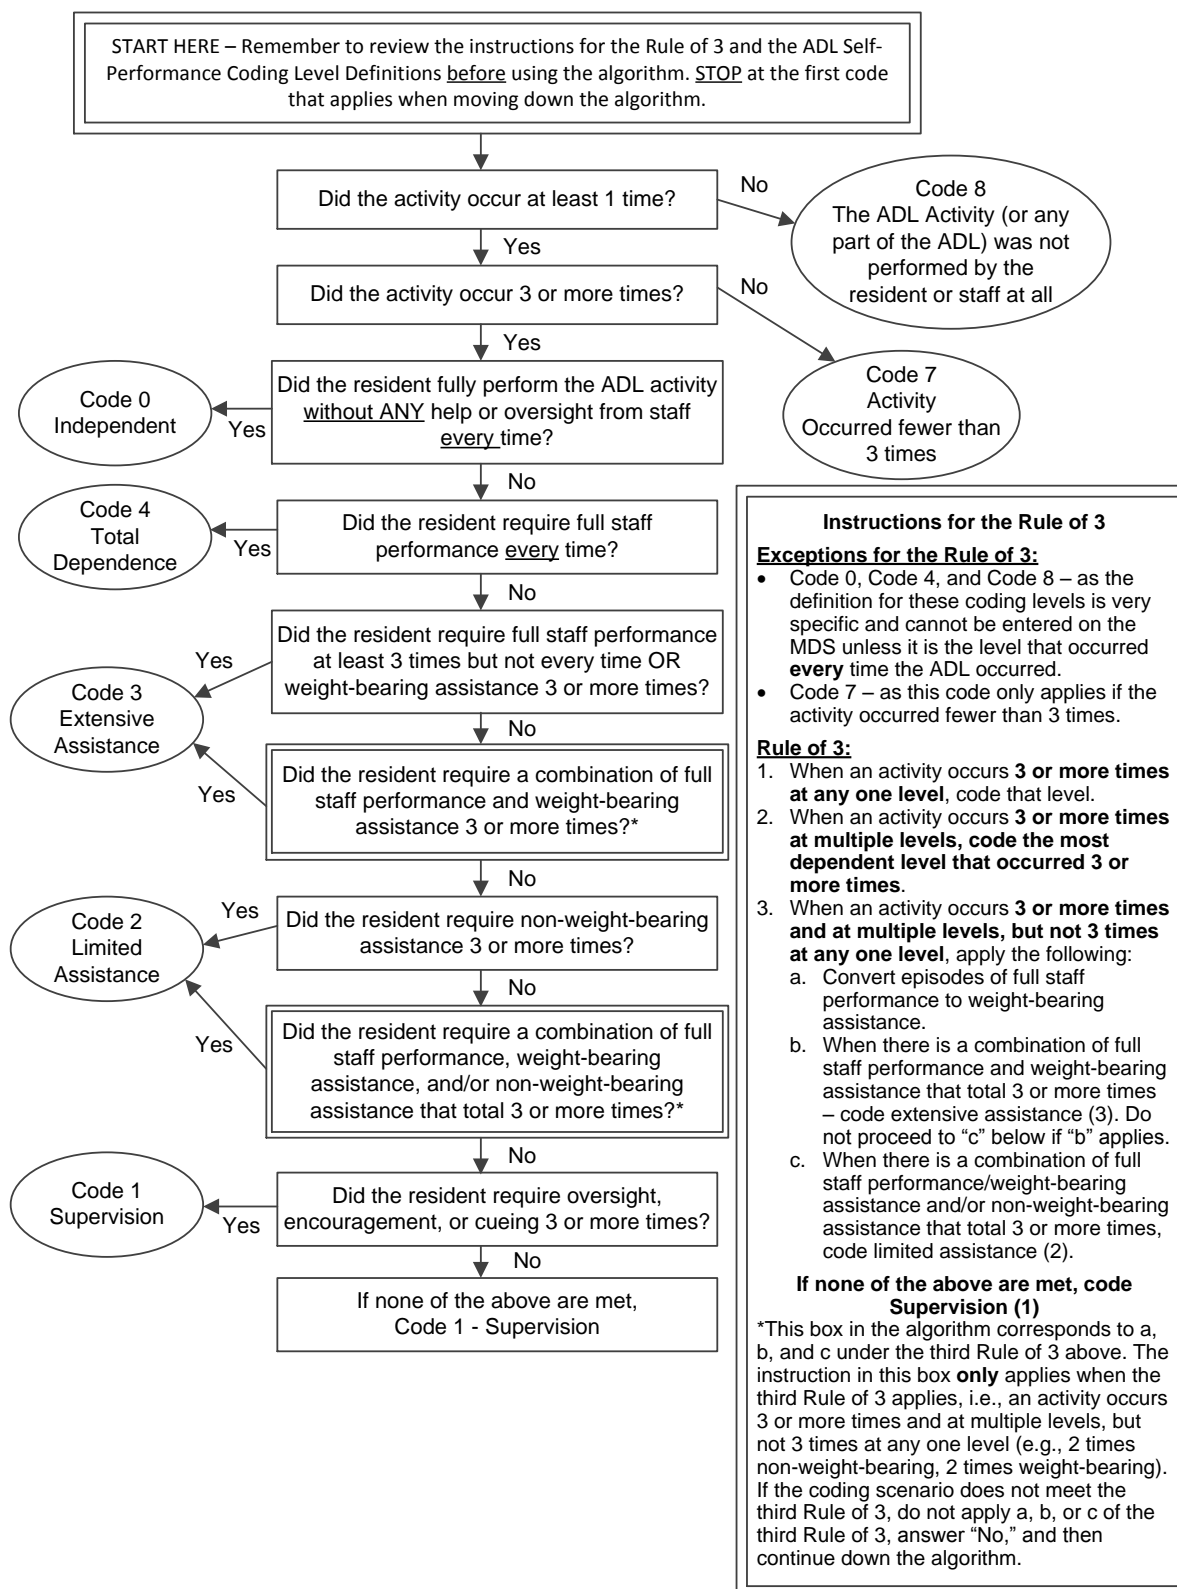 START HERE – Remember to review the instructions for the Rule of 3 and the ADL Self-
Performance Coding Level Definitions before using the algorithm. STOP at the first code
that applies when moving down the algorithm.
Did the activity occur at least 1 time?
No
Code 8
The ADL Activity (or any
part of the ADL) was not
performed by the
resident or staff at all
Yes
Did the activity occur 3 or more times?
No
Code 7
Activity
Occurred fewer than
3 times
Yes
Did the resident fully perform the ADL activity
without ANY help or oversight from staff
every time?
Yes
Code 0
Independent
No
Did the resident require full staff
performance every time?
Yes
Code 4
Total
Dependence
No
Did the resident require full staff performance
at least 3 times but not every time OR
weight-bearing assistance 3 or more times?
Yes
Code 3
Extensive
Assistance
No
Did the resident require a combination of full
staff performance and weight-bearing
assistance 3 or more times?*
Yes
No
Did the resident require non-weight-bearing
assistance 3 or more times?
Yes
Code 2
Limited
Assistance
No
Did the resident require a combination of full
staff performance, weight-bearing
assistance, and/or non-weight-bearing
assistance that total 3 or more times?*
Yes
No
Did the resident require oversight,
encouragement, or cueing 3 or more times?
Yes
Code 1
Supervision
No
If none of the above are met,
Code 1 - Supervision
Instructions for the Rule of 3
Exceptions for the Rule of 3:
• Code 0, Code 4, and Code 8 – as the
definition for these coding levels is very
specific and cannot be entered on the
MDS unless it is the level that occurred
every time the ADL occurred.
• Code 7 – as this code only applies if the
activity occurred fewer than 3 times.
Rule of 3:
1. When an activity occurs 3 or more times
at any one level, code that level.
2. When an activity occurs 3 or more times
at multiple levels, code the most
dependent level that occurred 3 or
more times.
3. When an activity occurs 3 or more times
and at multiple levels, but not 3 times
at any one level, apply the following:
a. Convert episodes of full staff
performance to weight-bearing
assistance.
b. When there is a combination of full
staff performance and weight-bearing
assistance that total 3 or more times
– code extensive assistance (3). Do
not proceed to “c” below if “b” applies.
c. When there is a combination of full
staff performance/weight-bearing
assistance and/or non-weight-bearing
assistance that total 3 or more times,
code limited assistance (2).
If none of the above are met, code
Supervision (1)
*This box in the algorithm corresponds to a,
b, and c under the third Rule of 3 above. The
instruction in this box only applies when the
third Rule of 3 applies, i.e., an activity occurs
3 or more times and at multiple levels, but
not 3 times at any one level (e.g., 2 times
non-weight-bearing, 2 times weight-bearing).
If the coding scenario does not meet the
third Rule of 3, do not apply a, b, or c of the
third Rule of 3, answer “No,” and then
continue down the algorithm.